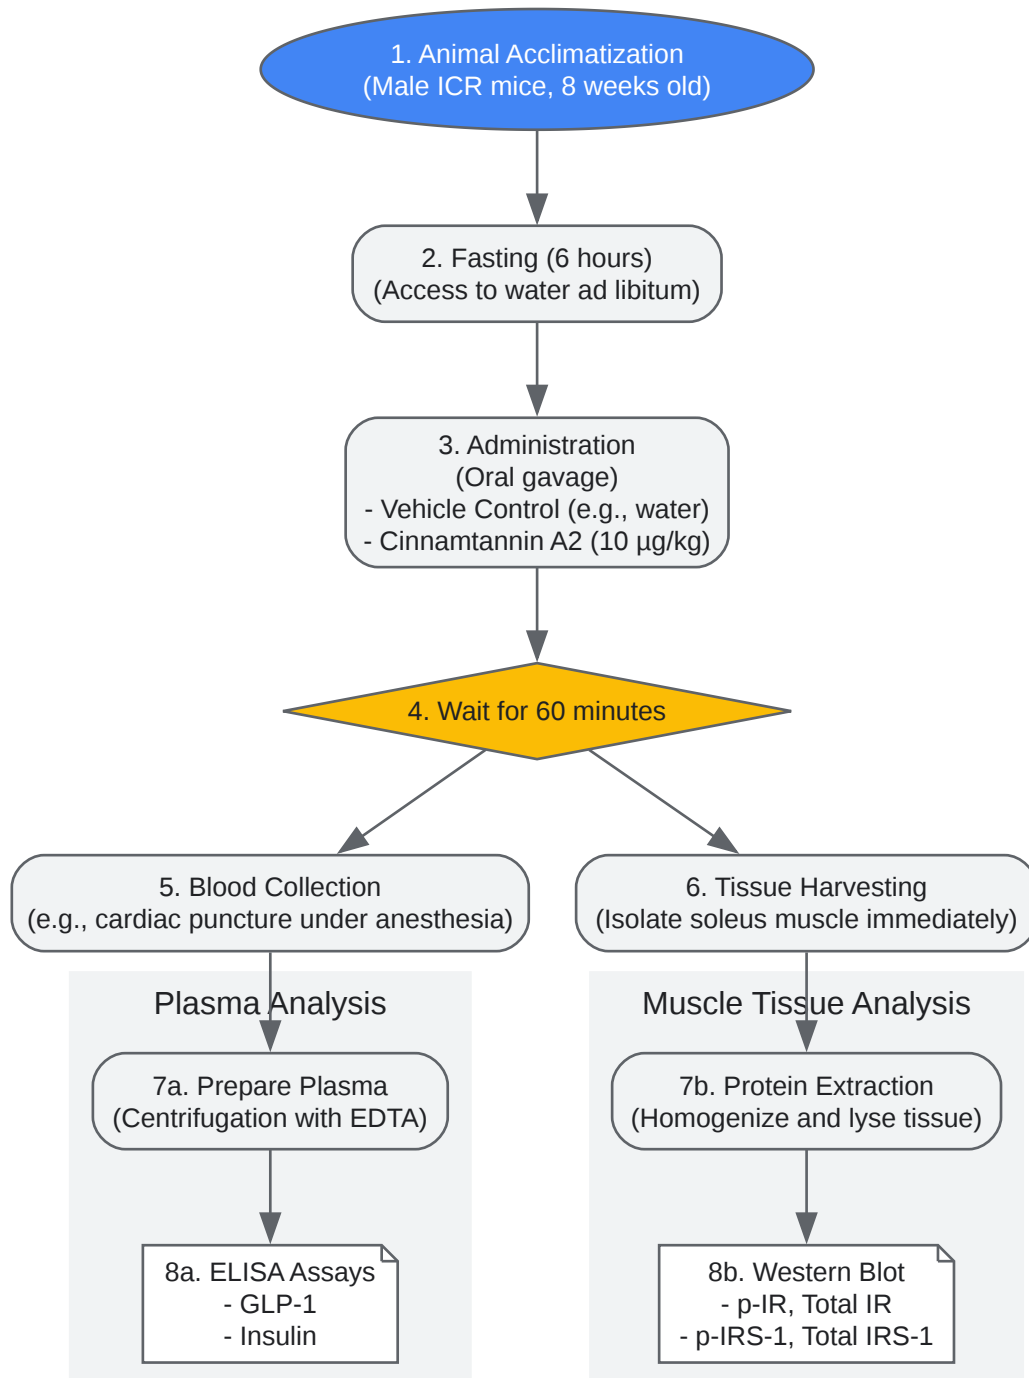 1. Animal Acclimatization
(Male ICR mice, 8 weeks old)
2. Fasting (6 hours)
(Access to water ad libitum)
3. Administration
(Oral gavage)
- Vehicle Control (e.g., water)
- Cinnamtannin A2 (10 µg/kg)
4. Wait for 60 minutes
5. Blood Collection
(e.g., cardiac puncture under anesthesia)
6. Tissue Harvesting
(Isolate soleus muscle immediately)
Plasma Analysis
7a. Prepare Plasma
(Centrifugation with EDTA)
8a. ELISA Assays
- GLP-1
- Insulin
Muscle Tissue Analysis
7b. Protein Extraction
(Homogenize and lyse tissue)
8b. Western Blot
- p-IR, Total IR
- p-IRS-1, Total IRS-1